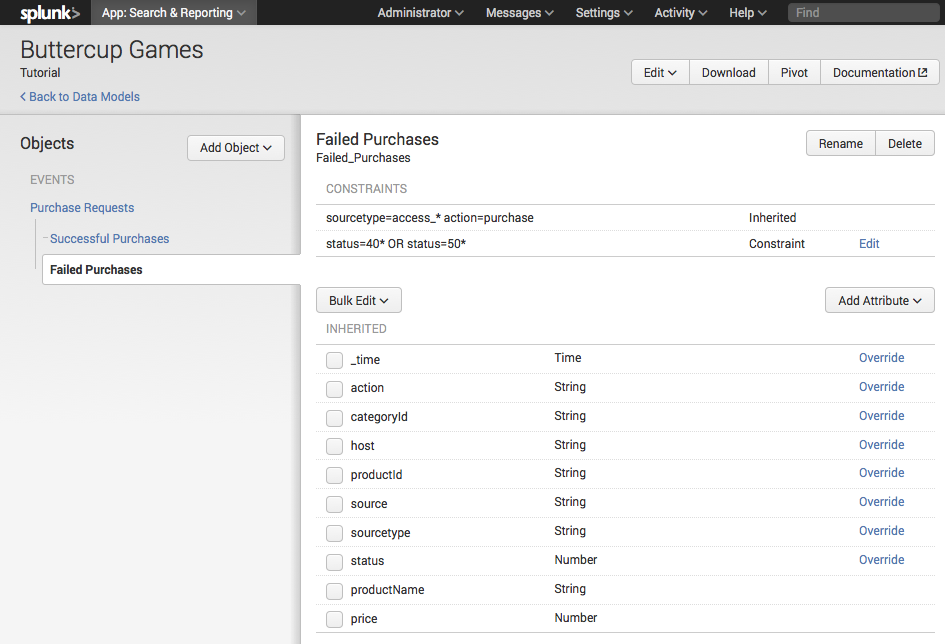 splunk> App: Search & Reporting Administrator Messages Settings Activity Help Find
Buttercup Games
Tutorial
Edit Download Pivot Documentation
< Back to Data Models
Objects
Add Object
EVENTS
Purchase Requests
Successful Purchases
Failed Purchases
Failed Purchases
Failed_Purchases
Rename Delete
CONSTRAINTS
sourcetype=access_* action=purchase Inherited
status=40* OR status=50* Constraint Edit
Bulk Edit Add Attribute
INHERITED
_time Time Override
action String Override
categoryId String Override
host String Override
productId String Override
source String Override
sourcetype String Override
status Number Override
productName String
price Number